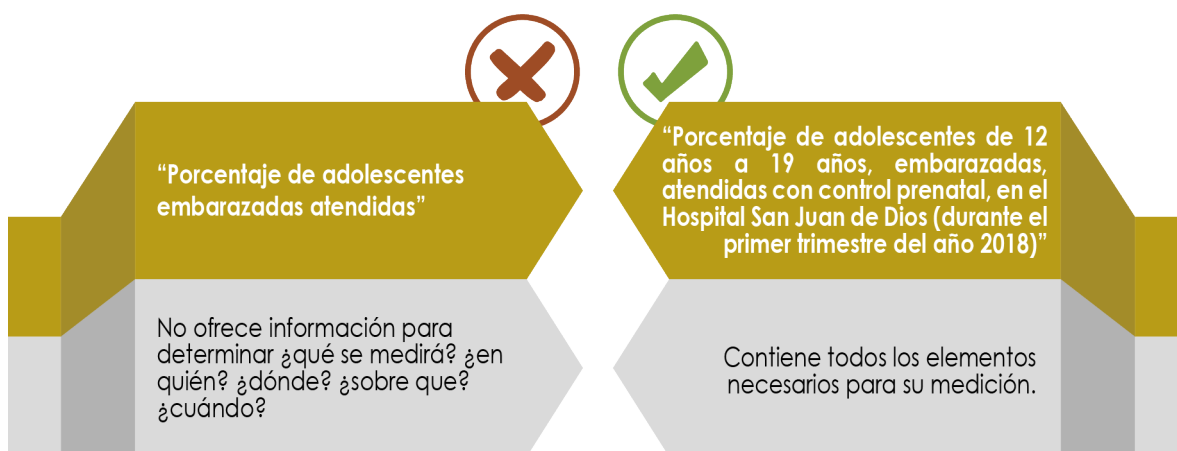 “Porcentaje de adolescentes
embarazadas atendidas”
No ofrece información para
determinar ¿qué se medirá? ¿en
quién? ¿dónde? ¿sobre que?
¿cuándo?
“Porcentaje de adolescentes de 12
años a 19 años, embarazadas,
atendidas con control prenatal, en el
Hospital San Juan de Dios (durante el
primer trimestre del año 2018)”
Contiene todos los elementos
necesarios para su medición.